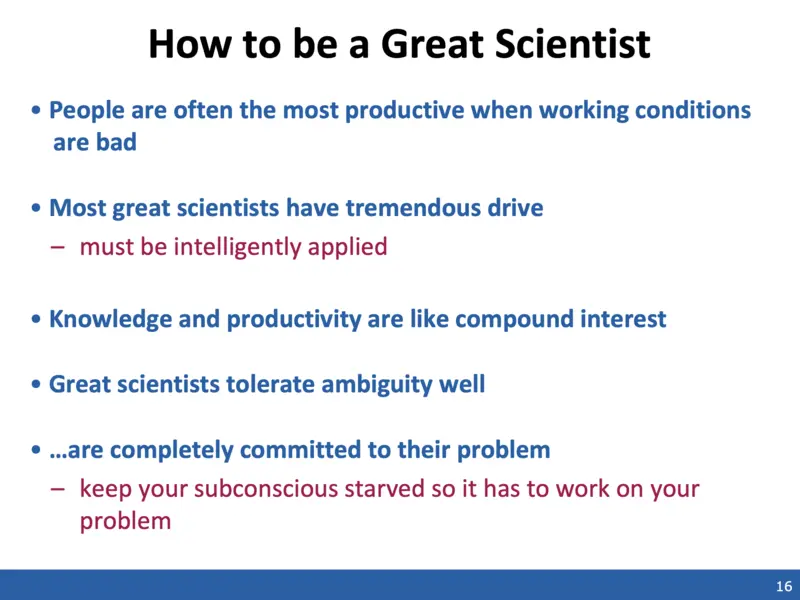 How to be a Great Scientist
• People are often the most productive when working conditions
are bad
• Most great scientists have tremendous drive
– must be intelligently applied
• Knowledge and productivity are like compound interest
• Great scientists tolerate ambiguity well
• …are completely committed to their problem
– keep your subconscious starved so it has to work on your
problem
16